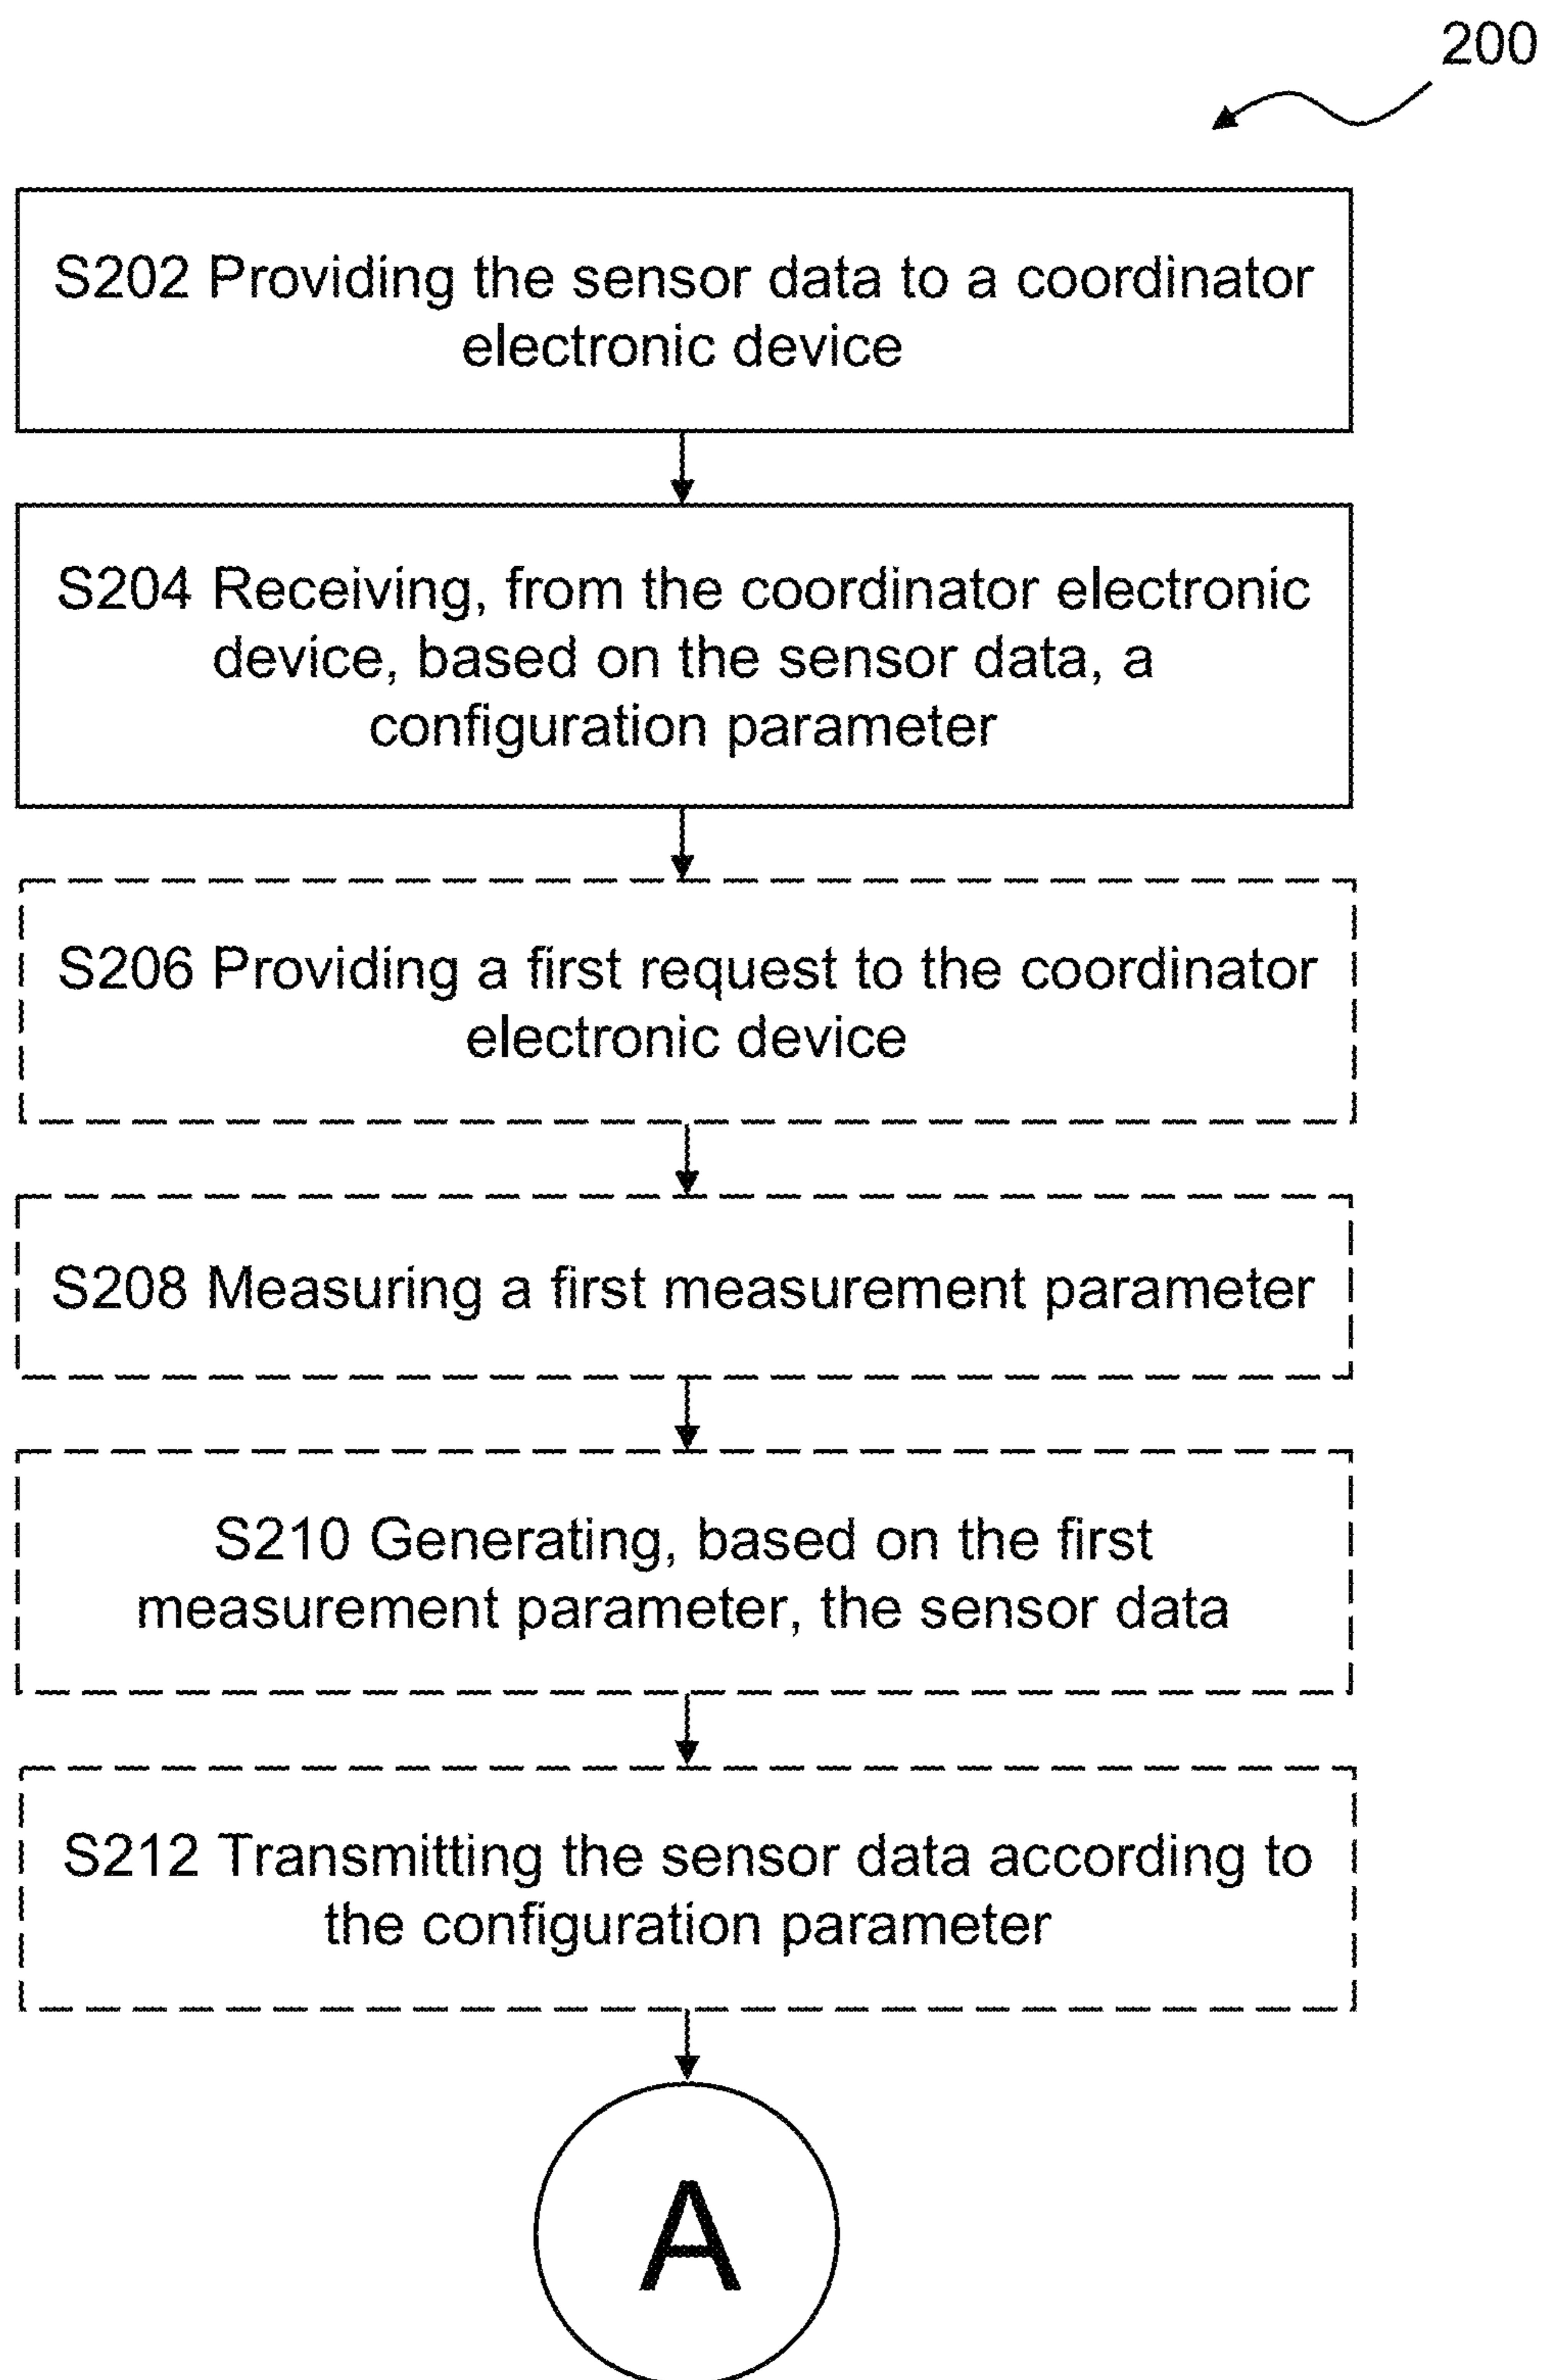 200
S202 Providing the sensor data to a coordinator
electronic device
S204 Receiving, from the coordinator electronic
device, based on the sensor data, a
configuration parameter
S206 Providing a first request to the coordinator
electronic device
S208 Measuring a first measurement parameter
S210 Generating, based on the first
measurement parameter, the sensor data
S212 Transmitting the sensor data according to
the configuration parameter
A